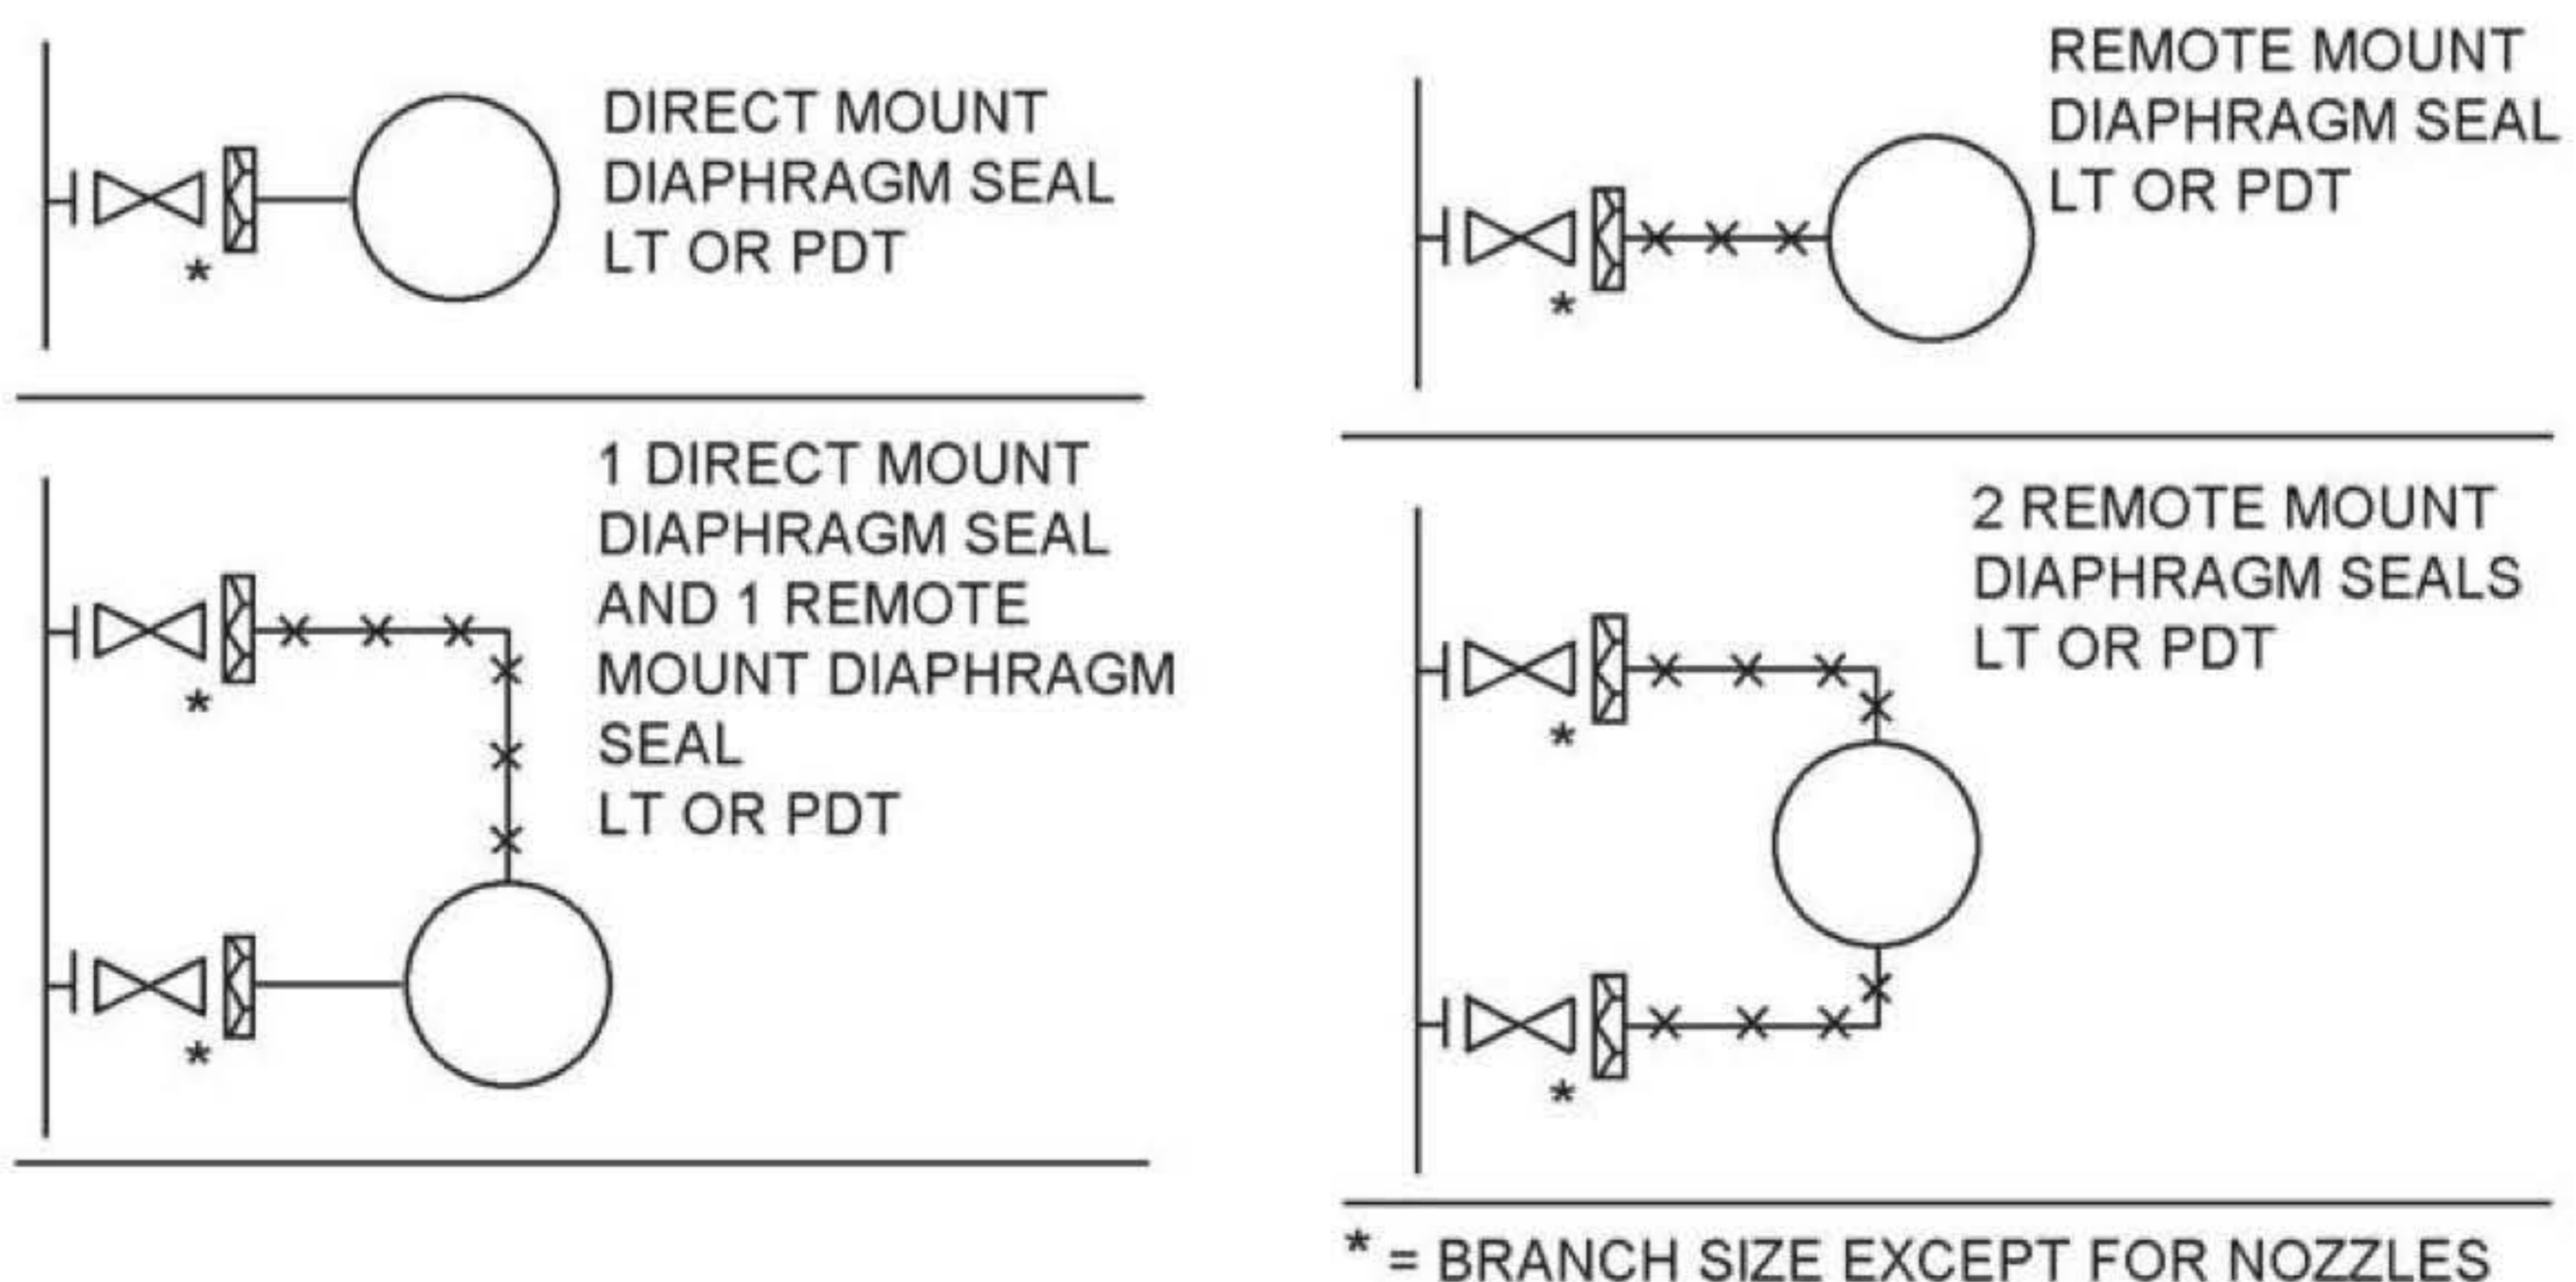 DIRECT MOUNT
DIAPHRAGM SEAL
LT OR PDT
*
REMOTE MOUNT
DIAPHRAGM SEAL
LT OR PDT
*
1 DIRECT MOUNT
DIAPHRAGM SEAL
AND 1 REMOTE
MOUNT DIAPHRAGM
SEAL
LT OR PDT
*
*
2 REMOTE MOUNT
DIAPHRAGM SEALS
LT OR PDT
*
*
* = BRANCH SIZE EXCEPT FOR NOZZLES